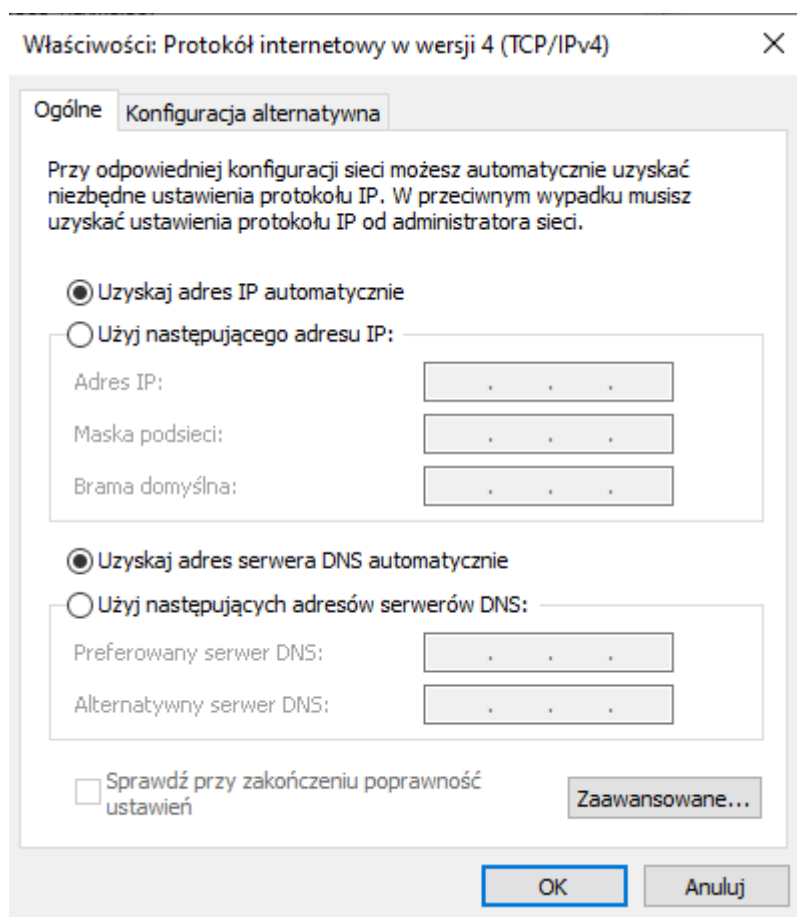 Właściwości: Protokół internetowy w wersji 4 (TCP/IPv4)
Ogólne
Konfiguracja alternatywna
Przy odpowiedniej konfiguracji sieci możesz automatycznie uzyskać
niezbędne ustawienia protokołu IP. W przeciwnym wypadku musisz
uzyskać ustawienia protokołu IP od administratora sieci.
Uzyskaj adres IP automatycznie
Użyj następującego adresu IP:
Adres IP:
. . .
Maska podsieci:
. . .
Brama domyślna:
. . .
Uzyskaj adres serwera DNS automatycznie
Użyj następujących adresów serwerów DNS:
Preferowany serwer DNS:
. . .
Alternatywny serwer DNS:
. . .
Sprawdź przy zakończeniu poprawność
ustawień
Zaawansowane...
OK
Anuluj